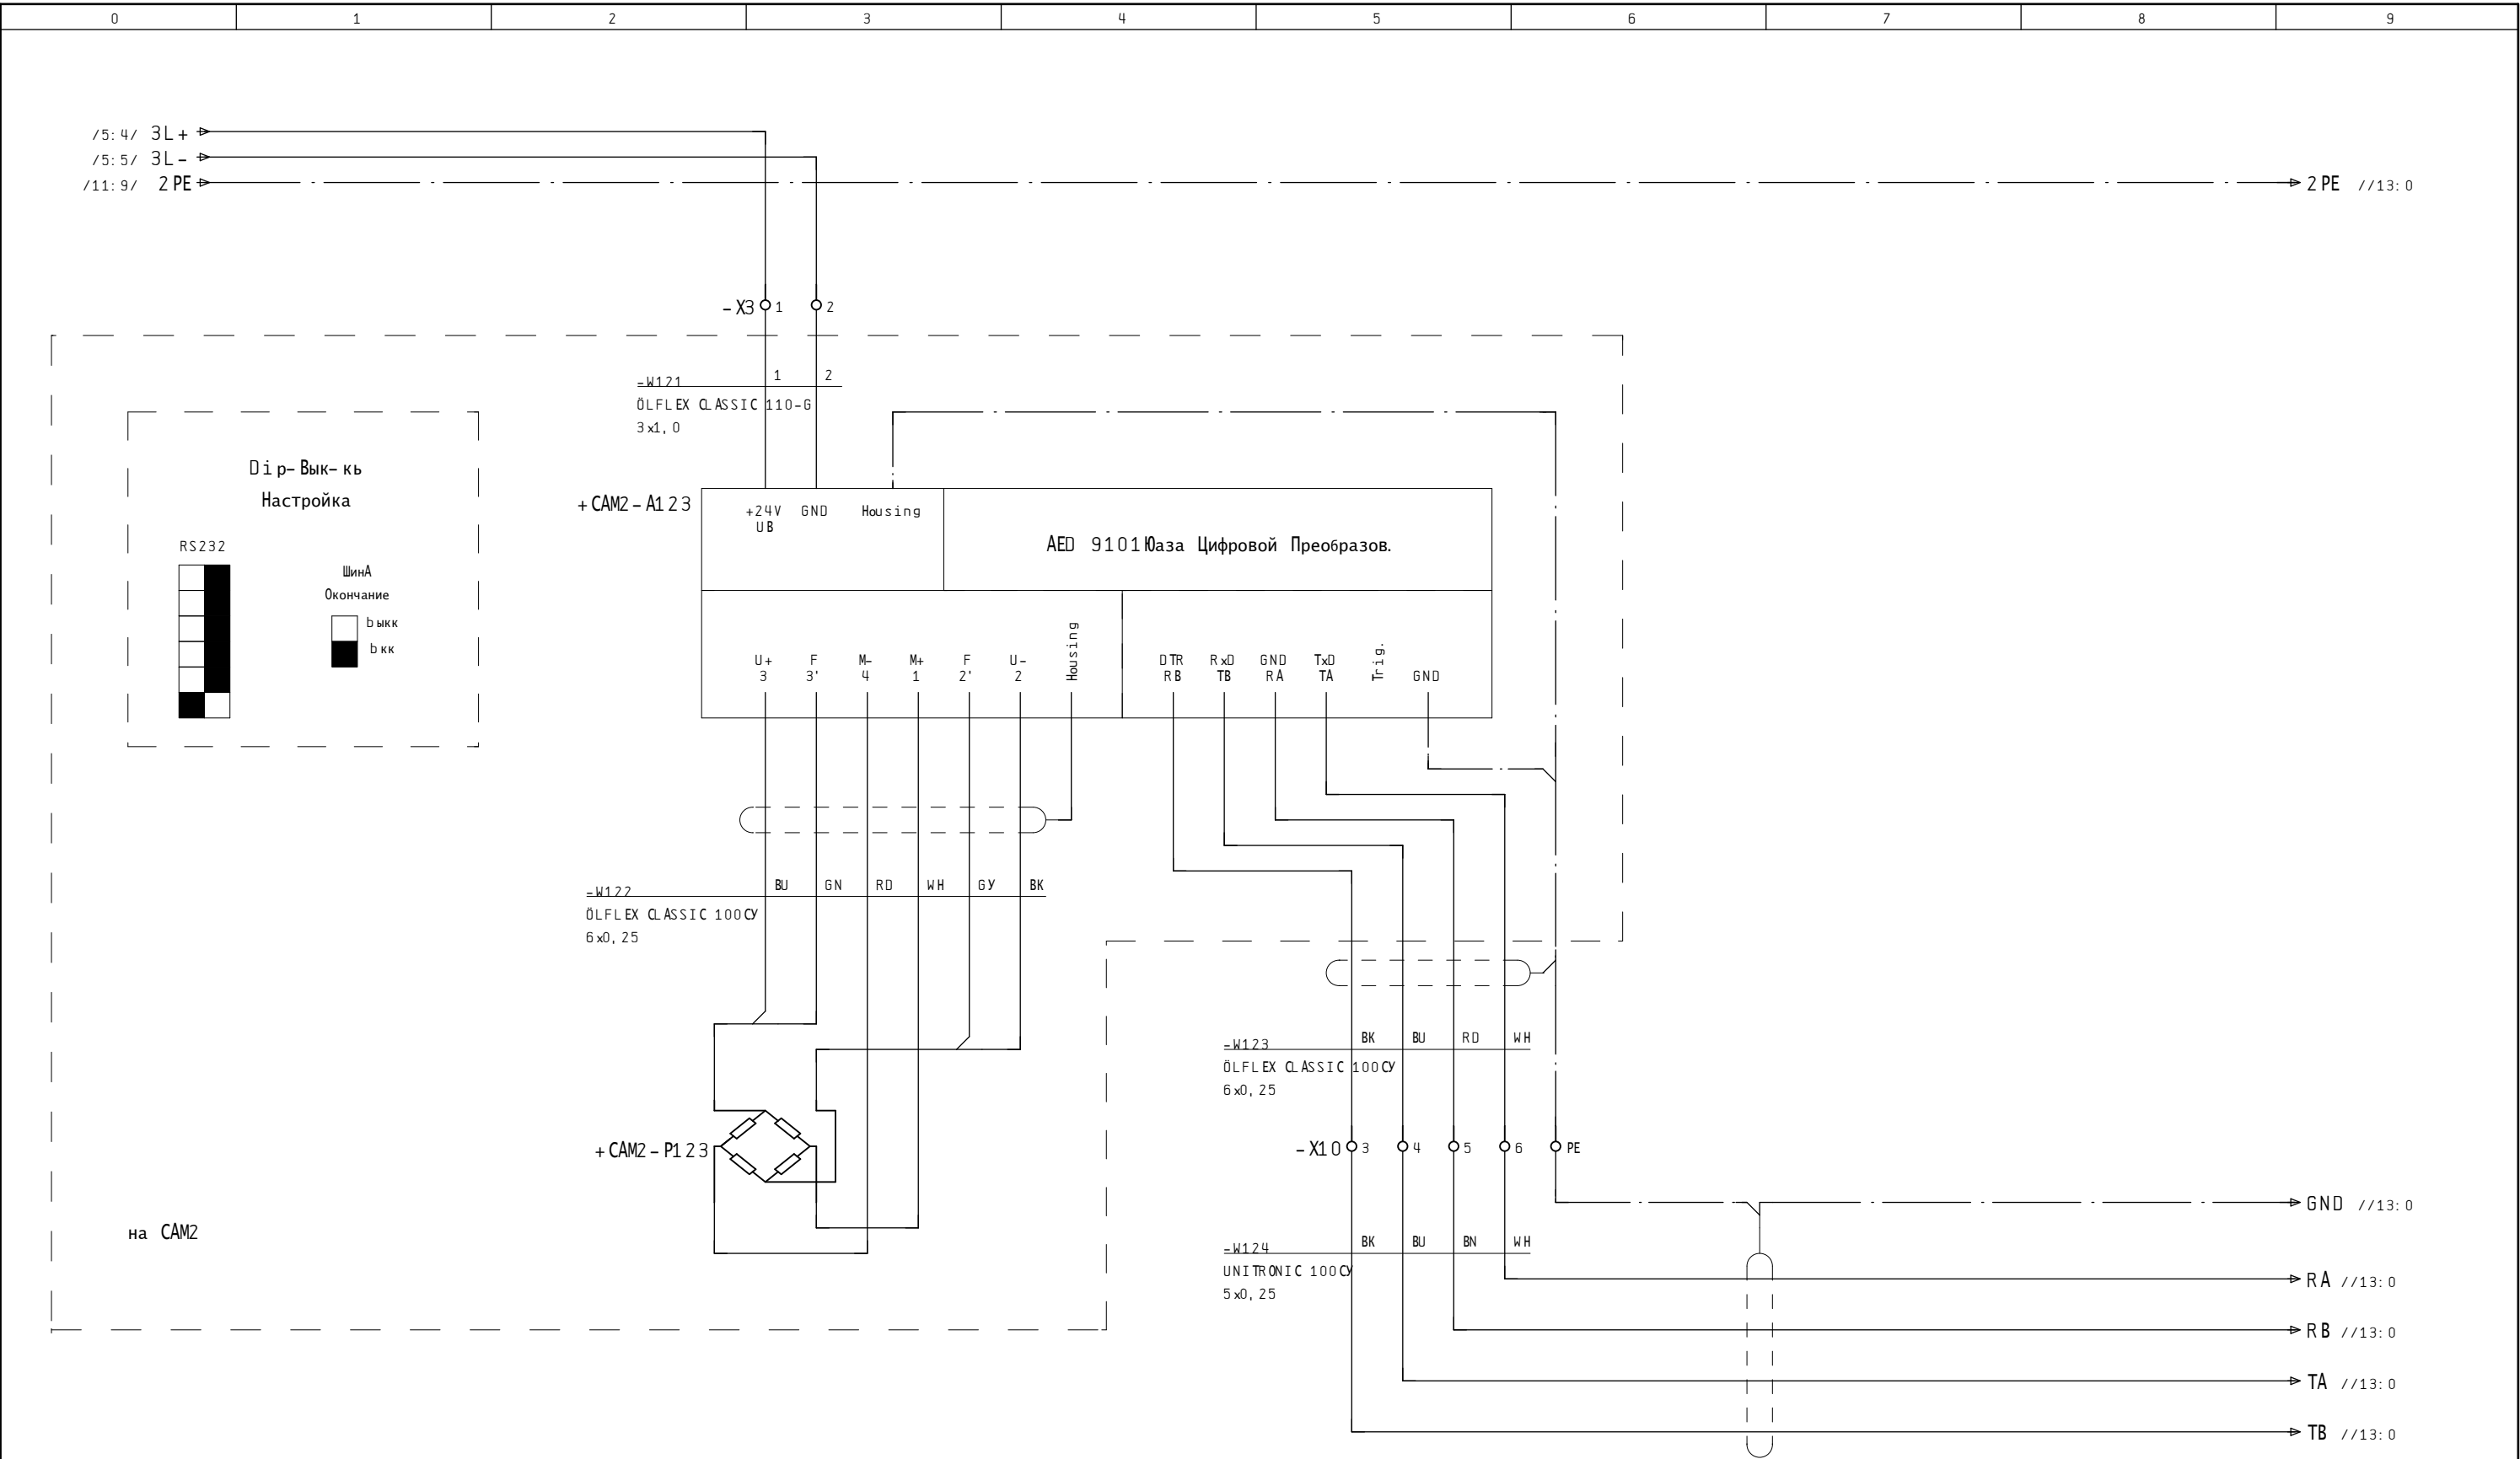 0 1 2 3 4 5 6 7 8 9
/5:4/ 3L+
/5:5/ 3L-
/11:9/ 2PE
2PE //13:0
-X3 1 2
-W121 1 2
ÖLFLEX CLASSIC 110-G
3x1,0
Dip-Вык-кь
Настройка
RS232
ШинА
Окончание
bыкк
bкк
+CAM2-A123
+24V GND Housing
UB
AED 9101Юаза Цифровой Преобразов.
U+ F M- M+ F U- Housing
3 3' 4 1 2' 2
DTR RxD GND TxD Trig. GND
RB TB RA TA
-W122 BU GN RD WH GУ BK
ÖLFLEX CLASSIC 100CУ
6x0,25
-W123 BK BU RD WH
ÖLFLEX CLASSIC 100CУ
6x0,25
+CAM2-P123
-X10 3 4 5 6 PE
на CAM2
GND //13:0
-W124 BK BU BN WH
UNITRONIC 100CУ
5x0,25
RA //13:0
RB //13:0
TA //13:0
TB //13:0